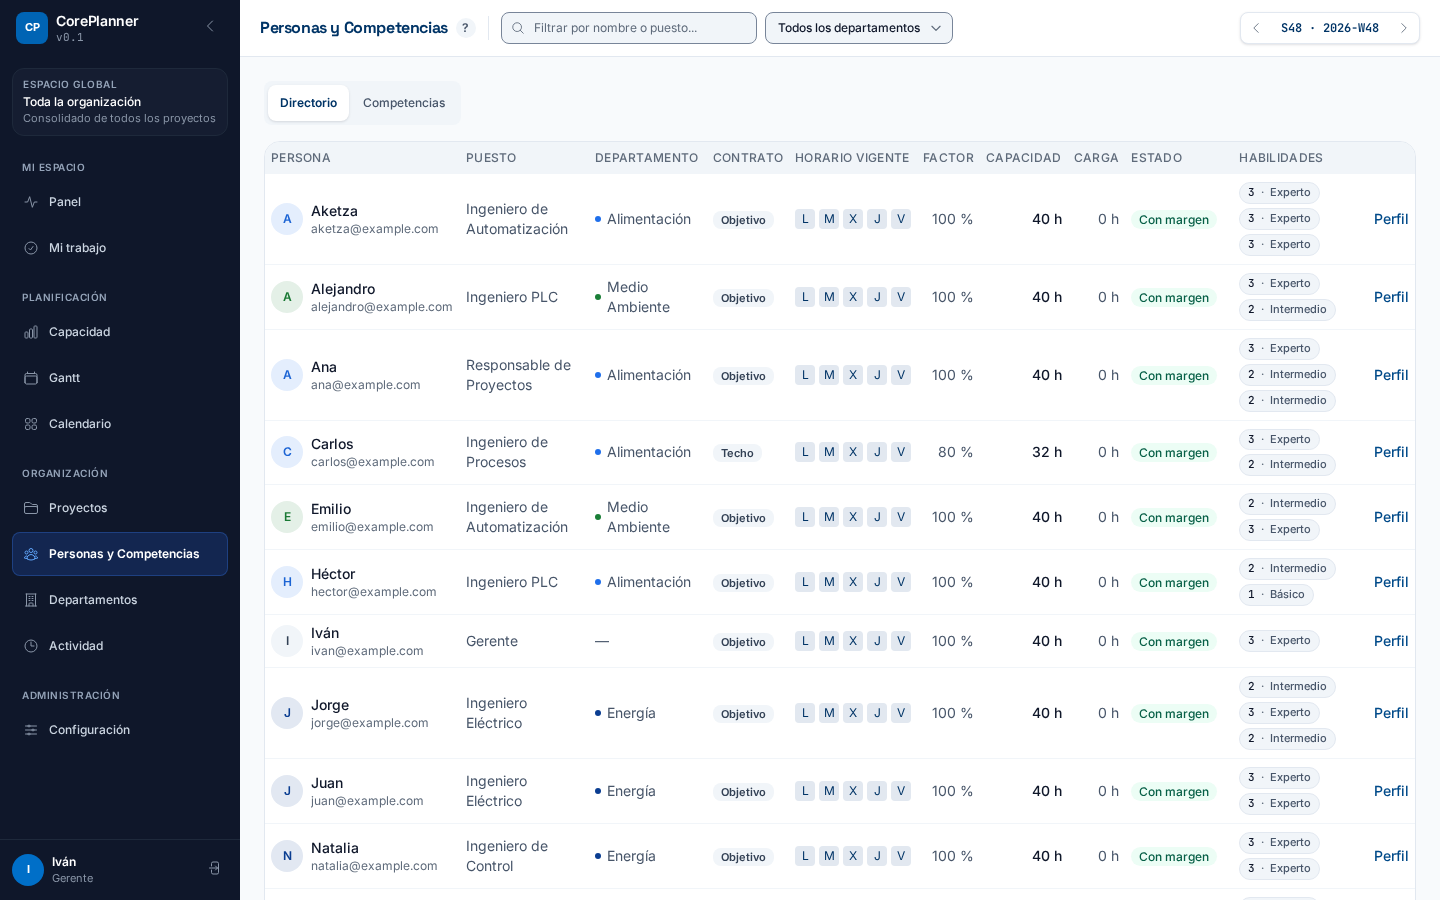 CP
CorePlanner
v0.1
ESPACIO GLOBAL
Toda la organización
Consolidado de todos los proyectos
MI ESPACIO
Panel
Mi trabajo
PLANIFICACIÓN
Capacidad
Gantt
Calendario
ORGANIZACIÓN
Proyectos
Personas y Competencias
Departamentos
Actividad
ADMINISTRACIÓN
Configuración
I
Iván
Gerente
Personas y Competencias ?
Filtrar por nombre o puesto...
Todos los departamentos
S48 · 2026-W48
Directorio Competencias
PERSONA PUESTO DEPARTAMENTO CONTRATO HORARIO VIGENTE FACTOR CAPACIDAD CARGA ESTADO HABILIDADES
A
Aketza
aketza@example.com
Ingeniero de
Automatización
Alimentación
Objetivo
L M X J V
100 %
40 h
0 h
Con margen
3 · Experto
3 · Experto
3 · Experto
Perfil
A
Alejandro
alejandro@example.com
Ingeniero PLC
Medio
Ambiente
Objetivo
L M X J V
100 %
40 h
0 h
Con margen
3 · Experto
2 · Intermedio
Perfil
A
Ana
ana@example.com
Responsable de
Proyectos
Alimentación
Objetivo
L M X J V
100 %
40 h
0 h
Con margen
3 · Experto
2 · Intermedio
2 · Intermedio
Perfil
C
Carlos
carlos@example.com
Ingeniero de
Procesos
Alimentación
Techo
L M X J V
80 %
32 h
0 h
Con margen
3 · Experto
2 · Intermedio
Perfil
E
Emilio
emilio@example.com
Ingeniero de
Automatización
Medio
Ambiente
Objetivo
L M X J V
100 %
40 h
0 h
Con margen
2 · Intermedio
3 · Experto
Perfil
H
Héctor
hector@example.com
Ingeniero PLC
Alimentación
Objetivo
L M X J V
100 %
40 h
0 h
Con margen
2 · Intermedio
1 · Básico
Perfil
I
Iván
ivan@example.com
Gerente
—
Objetivo
L M X J V
100 %
40 h
0 h
Con margen
3 · Experto
Perfil
J
Jorge
jorge@example.com
Ingeniero
Eléctrico
Energía
Objetivo
L M X J V
100 %
40 h
0 h
Con margen
2 · Intermedio
3 · Experto
2 · Intermedio
Perfil
J
Juan
juan@example.com
Ingeniero
Eléctrico
Energía
Objetivo
L M X J V
100 %
40 h
0 h
Con margen
3 · Experto
3 · Experto
Perfil
N
Natalia
natalia@example.com
Ingeniero de
Control
Energía
Objetivo
L M X J V
100 %
40 h
0 h
Con margen
3 · Experto
3 · Experto
Perfil